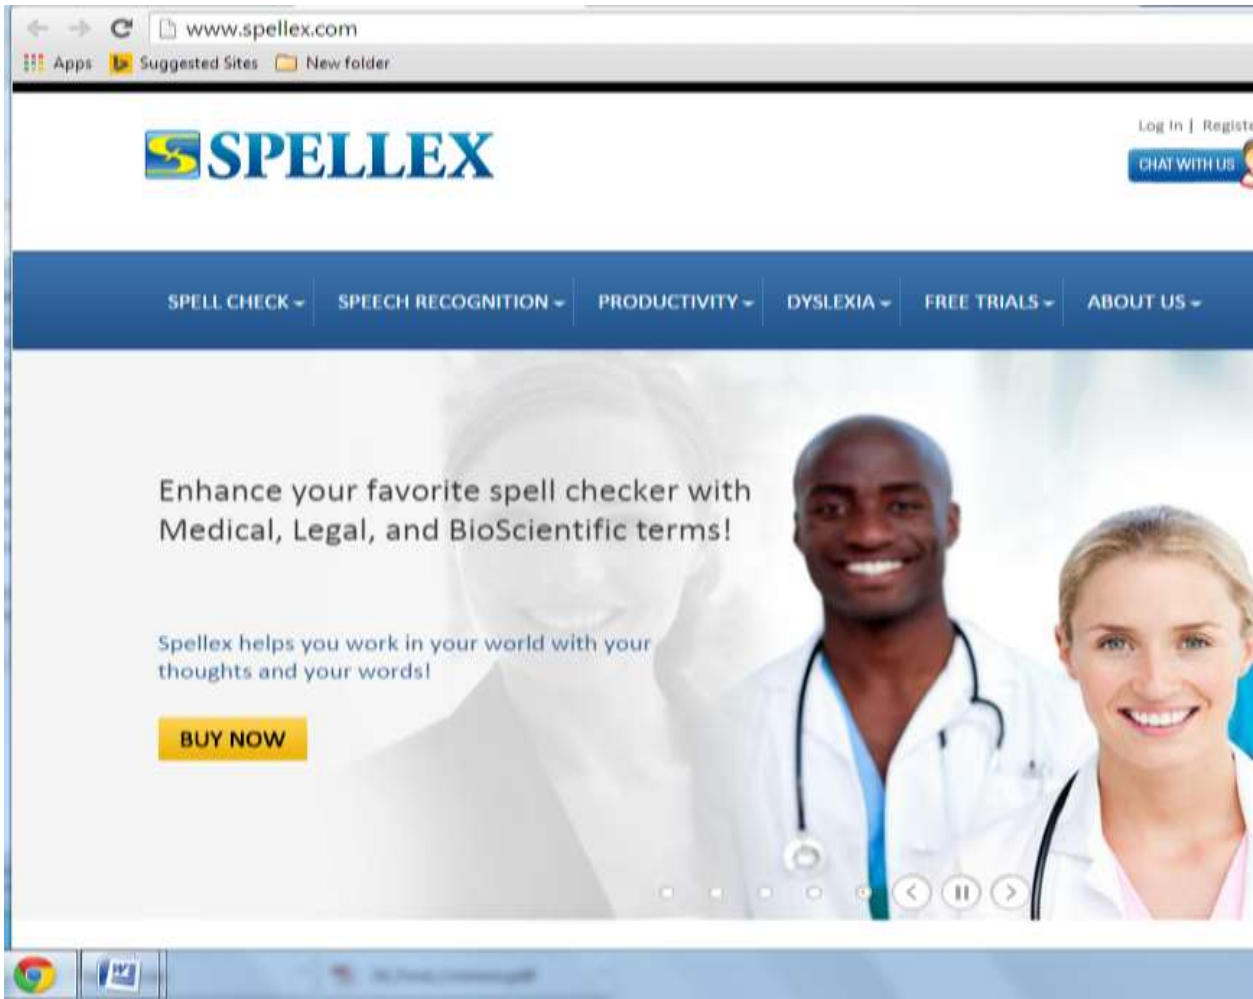 www.spellex.com
Apps Suggested Sites New folder
SPELLEX
Log In | Registe
CHAT WITH US
SPELL CHECK SPEECH RECOGNITION PRODUCTIVITY DYSLEXIA FREE TRIALS ABOUT US
Enhance your favorite spell checker with
Medical, Legal, and BioScientific terms!
Spellex helps you work in your world with your
thoughts and your words!
BUY NOW